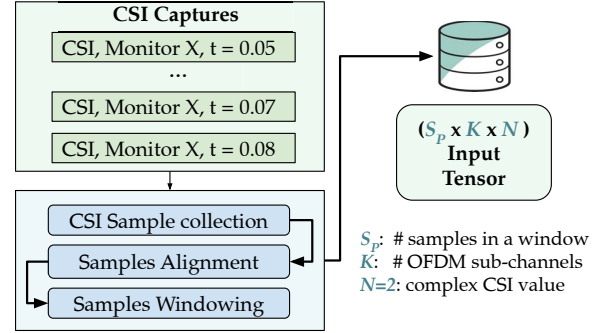 CSI Captures
CSI, Monitor X, t = 0.05
...
CSI, Monitor X, t = 0.07
CSI, Monitor X, t = 0.08
CSI Sample collection
Samples Alignment
Samples Windowing
(S_P x K x N )
Input
Tensor
S_P: # samples in a window
K: # OFDM sub-channels
N=2: complex CSI value